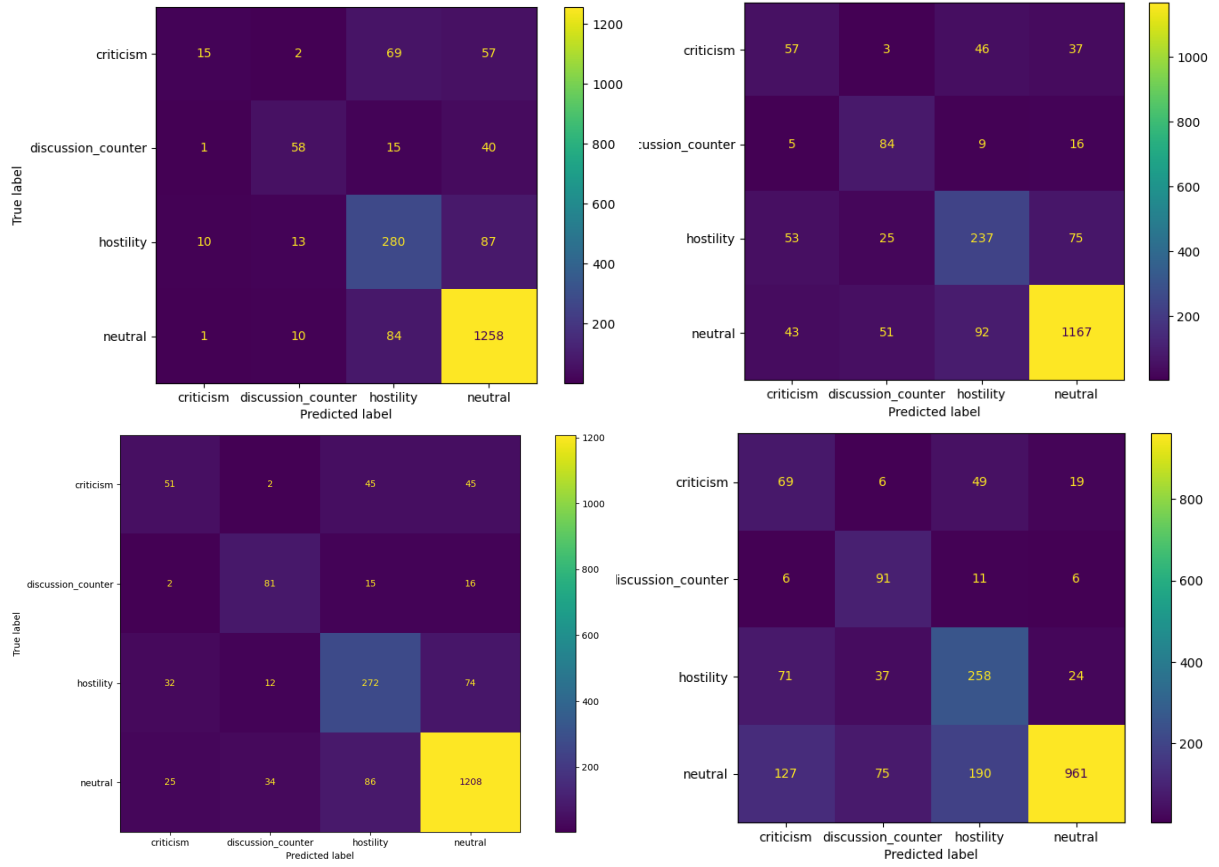 criticism 15 2 69 57
discussion_counter 1 58 15 40
hostility 10 13 280 87
neutral 1 10 84 1258
criticism discussion_counter hostility neutral
Predicted label
True label
1200
1000
800
600
400
200
criticism 57 3 46 37
cussion_counter 5 84 9 16
hostility 53 25 237 75
neutral 43 51 92 1167
criticism discussion_counter hostility neutral
Predicted label
1000
800
600
400
200
criticism 51 2 45 45
discussion_counter 2 81 15 16
hostility 32 12 272 74
neutral 25 34 86 1208
criticism discussion_counter hostility neutral
Predicted label
True label
1200
1000
800
600
400
200
criticism 69 6 49 19
discussion_counter 6 91 11 6
hostility 71 37 258 24
neutral 127 75 190 961
criticism discussion_counter hostility neutral
Predicted label
800
600
400
200